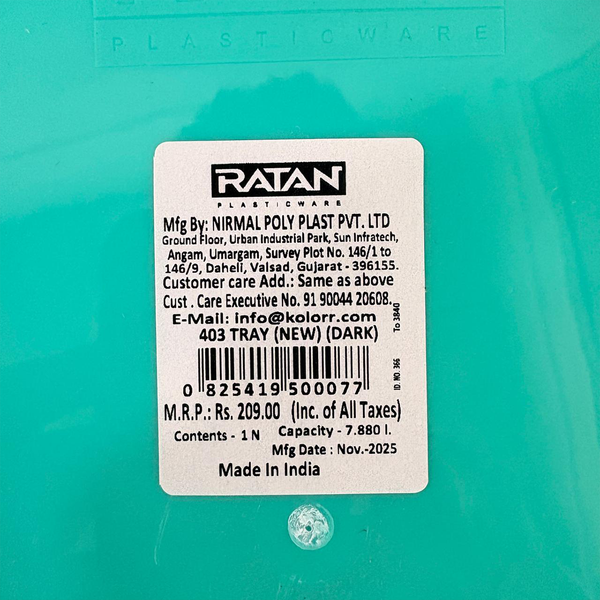 PLASTICWARE
RATAN
PLASTICWARE
Mfg By: NIRMAL POLY PLAST PVT. LTD
Ground Floor, Urban Industrial Park, Sun Infratech,
Angam, Umargam, Survey Plot No. 146/1 to
146/9, Daheli, Valsad, Gujarat - 396155.
Customer care Add.: Same as above
Cust . Care Executive No. 91 90044 20608.
E-Mail: info@kolorr.com
403 TRAY (NEW) (DARK)
To 3840
ID.NO. 366
0 825419 500077
M.R.P.: Rs. 209.00 (Inc. of All Taxes)
Contents - 1 N Capacity - 7.880 l.
Mfg Date : Nov.-2025
Made In India